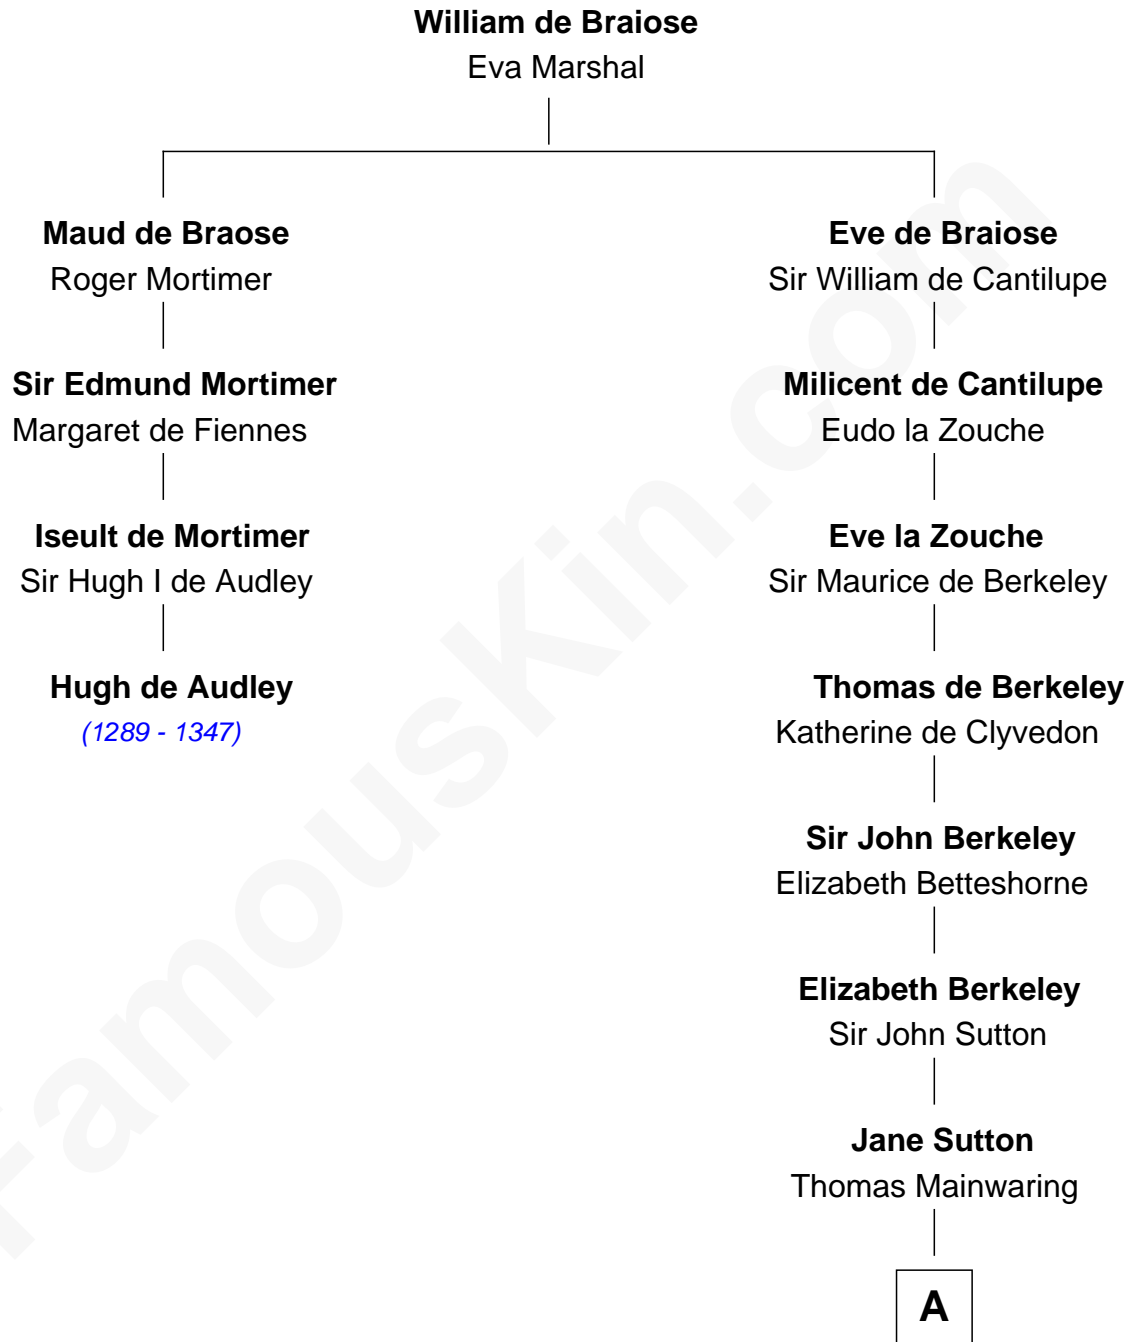 William de Braiose
Eva Marshal
Maud de Braose
Roger Mortimer
Eve de Braiose
Sir William de Cantilupe
Sir Edmund Mortimer
Margaret de Fiennes
Milicent de Cantilupe
Eudo la Zouche
Iseult de Mortimer
Sir Hugh I de Audley
Eve la Zouche
Sir Maurice de Berkeley
Hugh de Audley
(1289 - 1347)
Thomas de Berkeley
Katherine de Clyvedon
Sir John Berkeley
Elizabeth Betteshorne
Elizabeth Berkeley
Sir John Sutton
Jane Sutton
Thomas Mainwaring
A
FamousKin.com